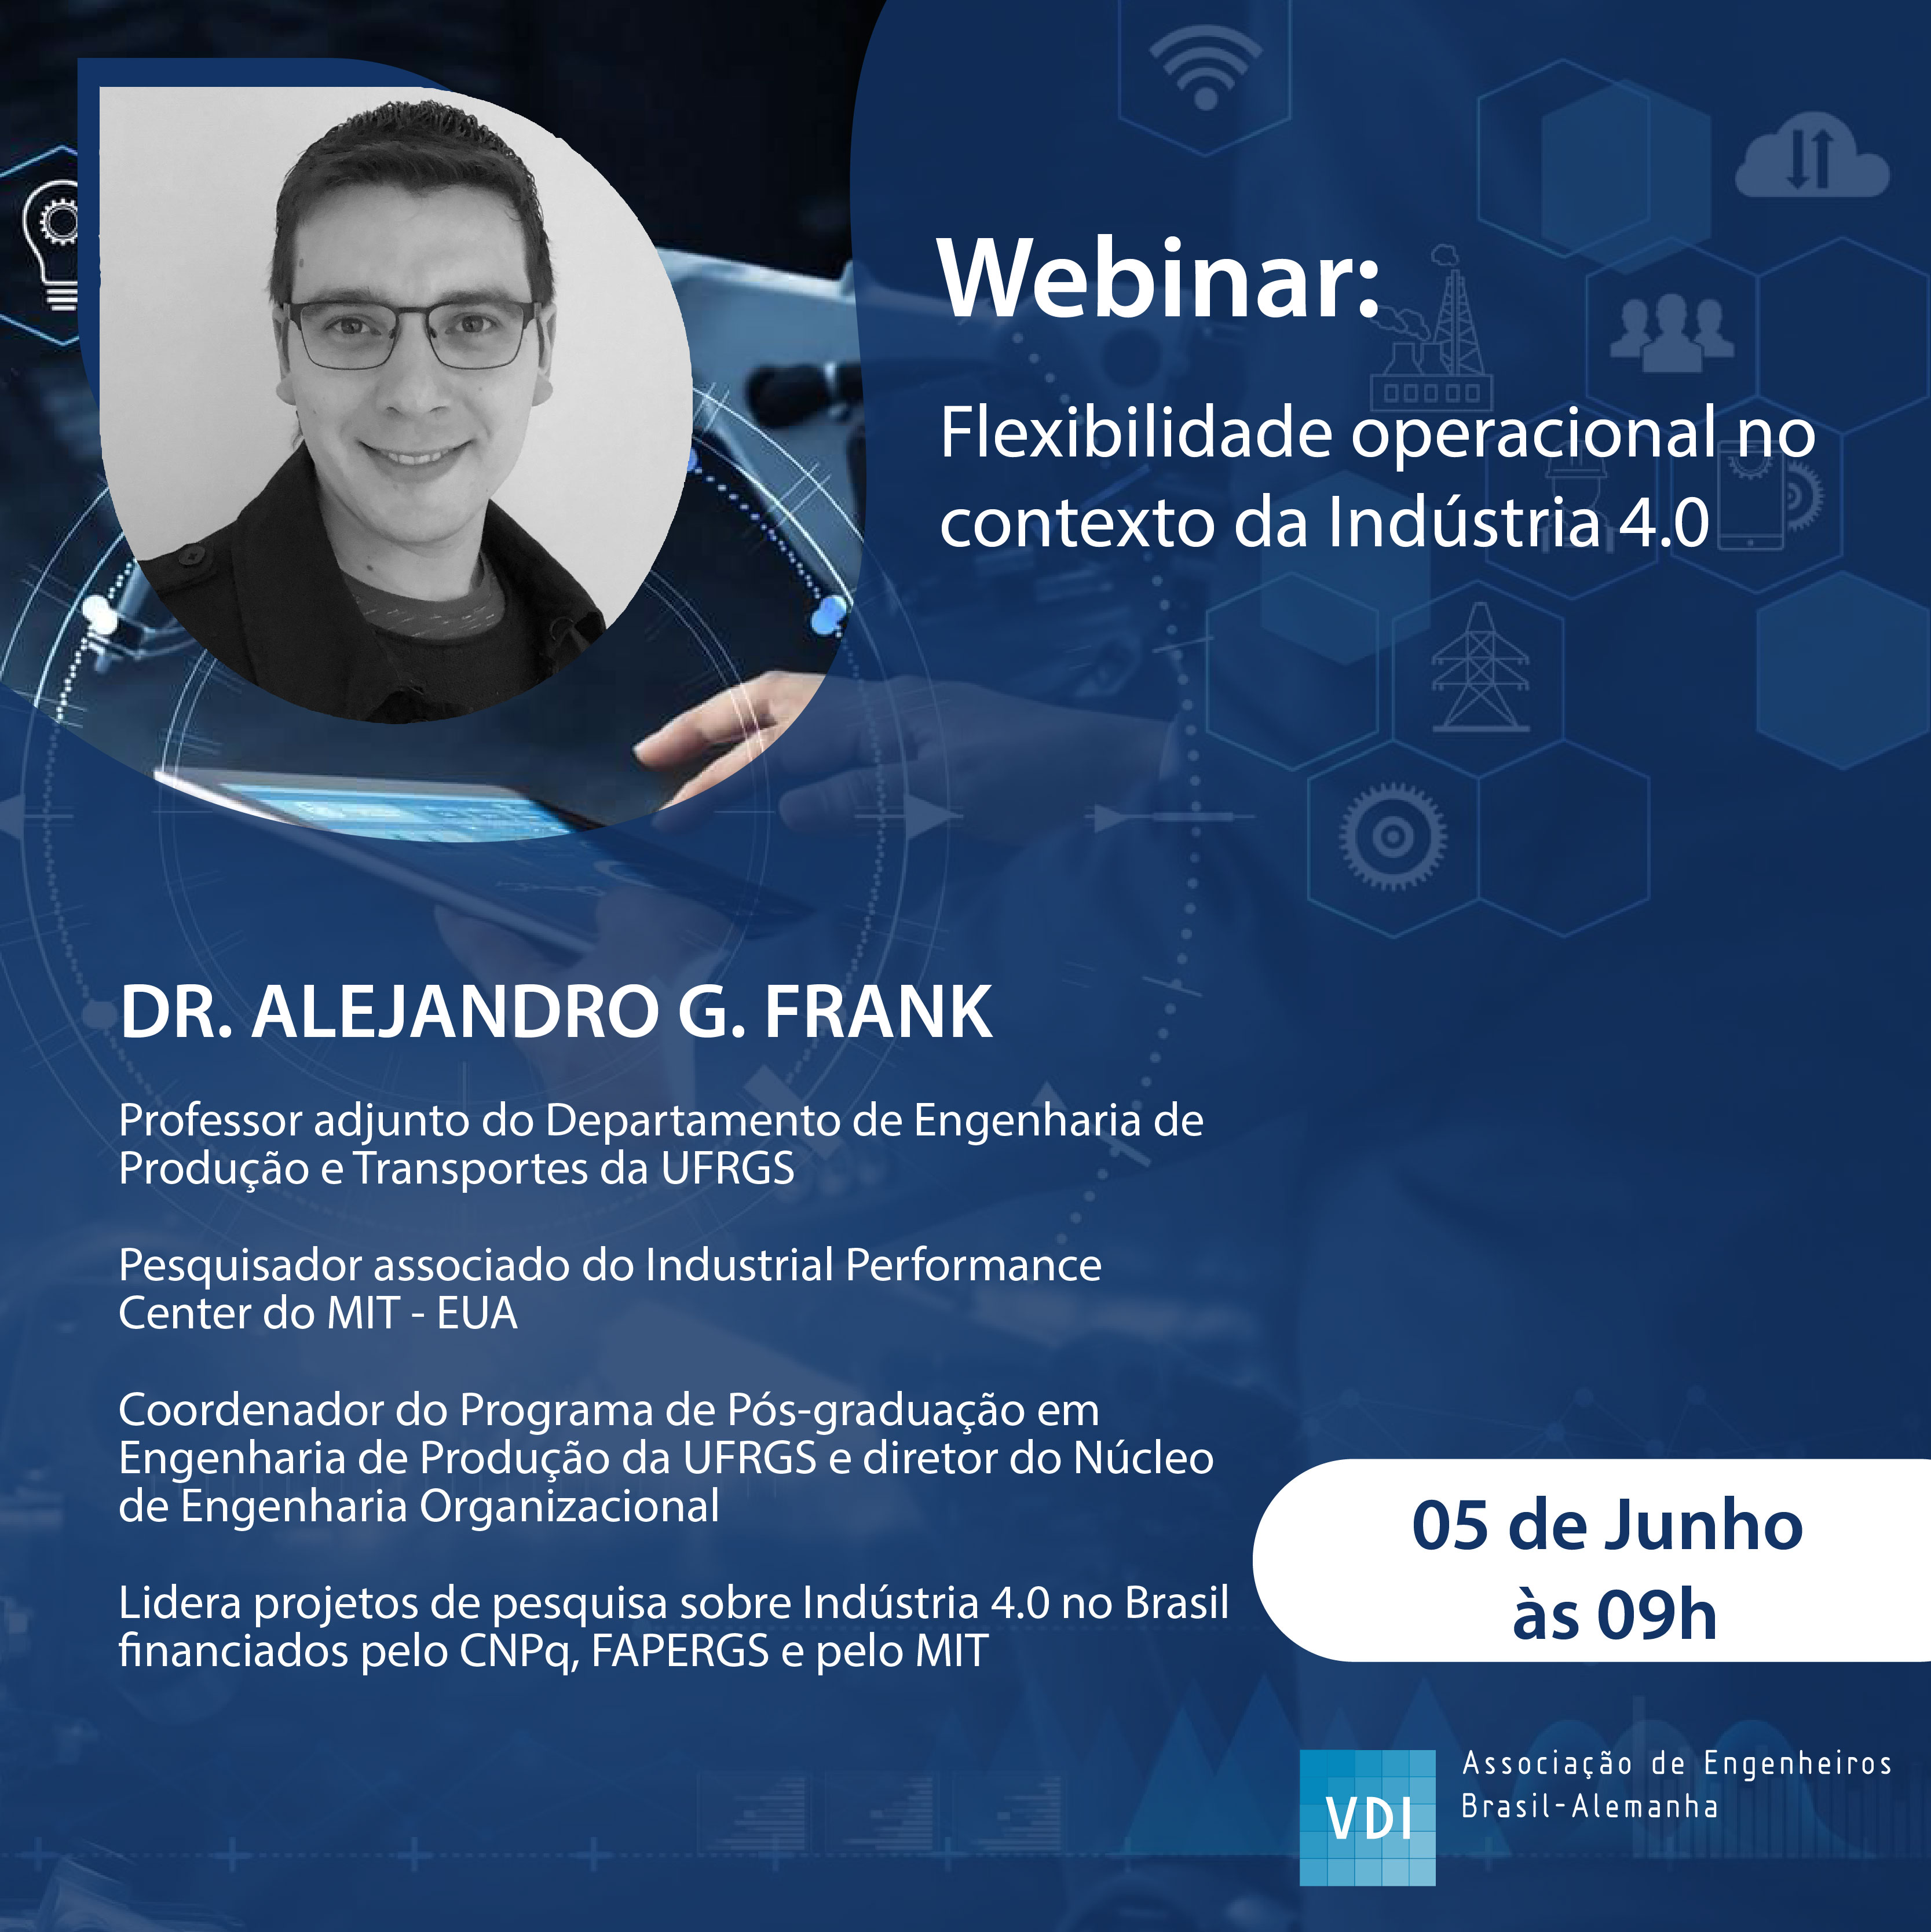 Webinar:
Flexibilidade operacional no
contexto da Indústria 4.0
DR. ALEJANDRO G. FRANK
Professor adjunto do Departamento de Engenharia de
Produção e Transportes da UFRGS
Pesquisador associado do Industrial Performance
Center do MIT - EUA
Coordenador do Programa de Pós-graduação em
Engenharia de Produção da UFRGS e diretor do Núcleo
de Engenharia Organizacional
Lidera projetos de pesquisa sobre Indústria 4.0 no Brasil
financiados pelo CNPq, FAPERGS e pelo MIT
05 de Junho
às 09h
VDI
Associação de Engenheiros
Brasil-Alemanha